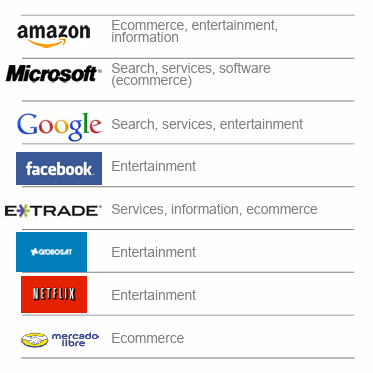 amazon
Ecommerce, entertainment,
information
Microsoft®
Search, services, software
(ecommerce)
Google
Search, services, entertainment
facebook
Entertainment
E*TRADE®
Services, information, ecommerce
GLOBOSAT
Entertainment
NETFLIX
Entertainment
mercado
libre
Ecommerce